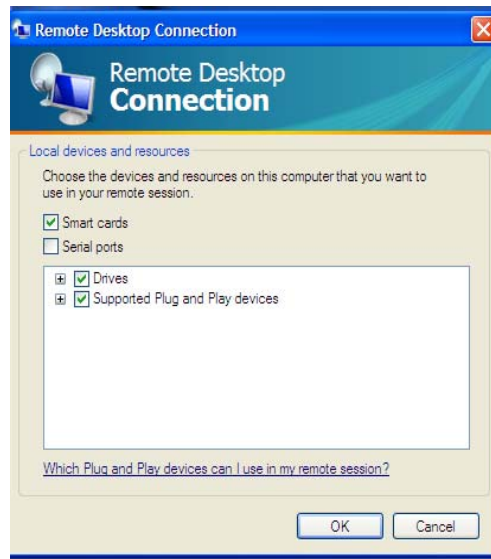 Remote Desktop Connection
Remote Desktop
Connection
Local devices and resources
Choose the devices and resources on this computer that you want to
use in your remote session.
Smart cards
Serial ports
Drives
Supported Plug and Play devices
Which Plug and Play devices can I use in my remote session?
OK Cancel